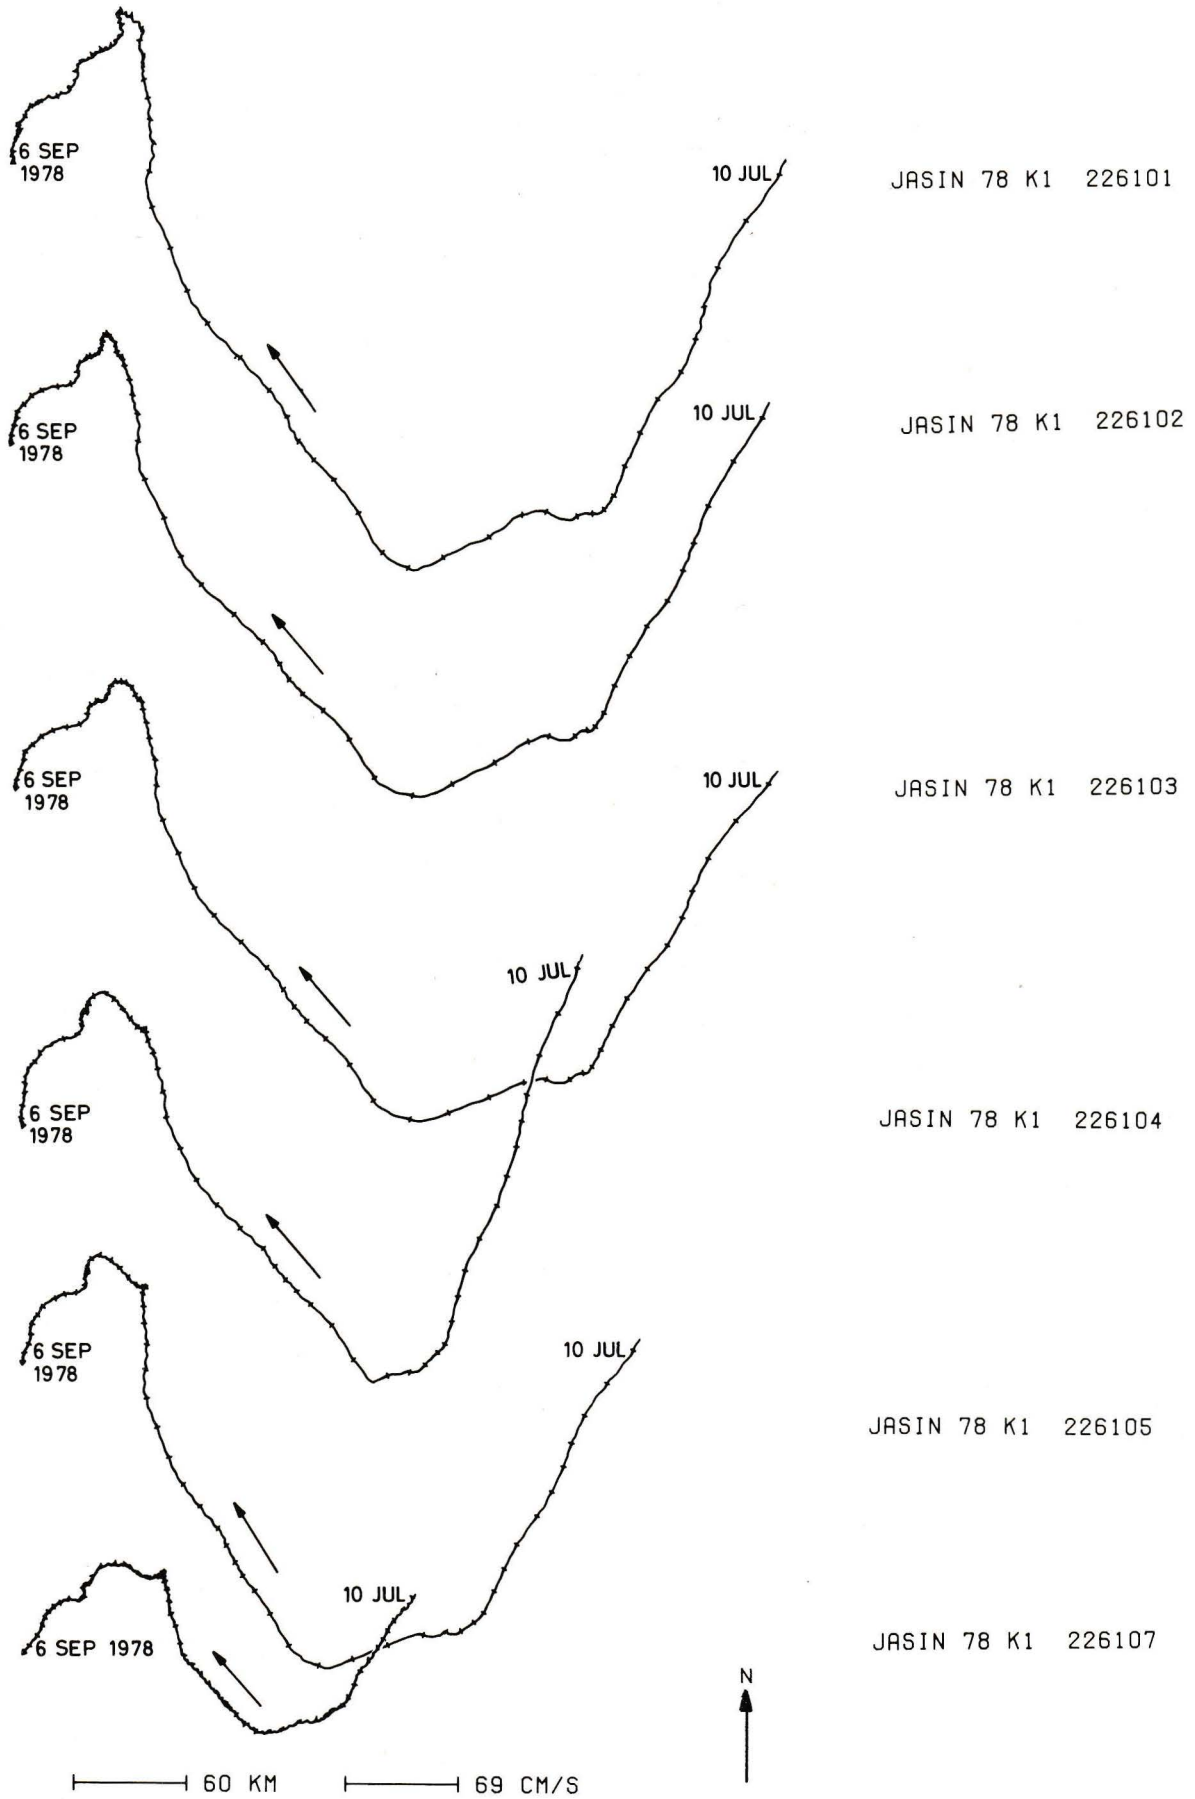 6 SEP
1978
10 JUL
JASIN 78 K1 226101
6 SEP
1978
10 JUL
JASIN 78 K1 226102
6 SEP
1978
10 JUL
JASIN 78 K1 226103
10 JUL
6 SEP
1978
JASIN 78 K1 226104
6 SEP
1978
10 JUL
JASIN 78 K1 226105
10 JUL
6 SEP 1978
JASIN 78 K1 226107
N
60 KM
69 CM/S